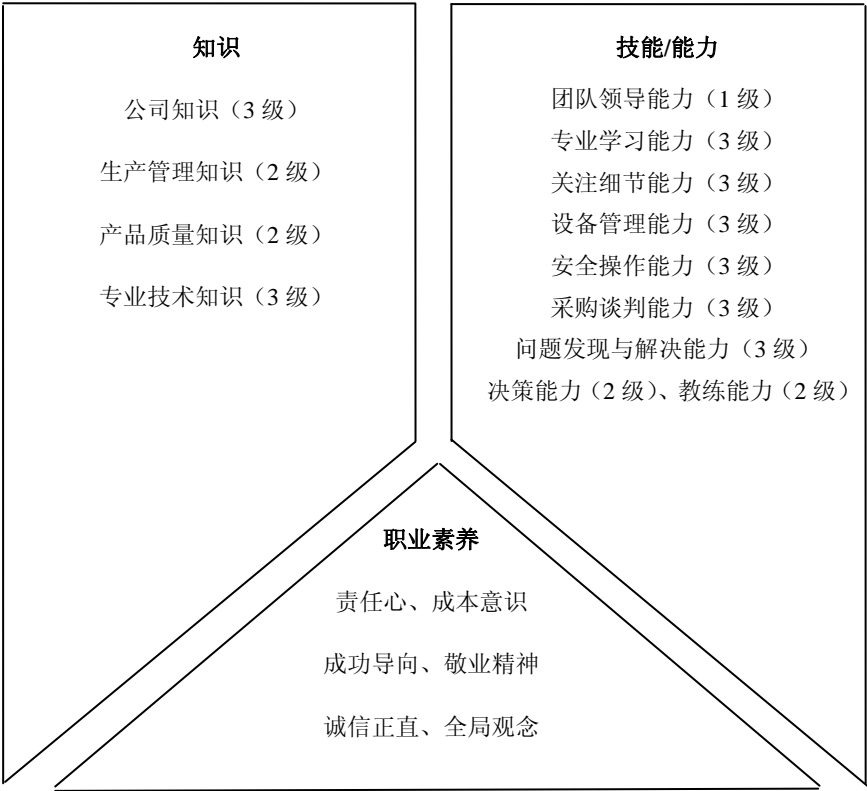 知识
公司知识（3 级）
生产管理知识（2 级）
产品质量知识（2 级）
专业技术知识（3 级）
技能/能力
团队领导能力（1 级）
专业学习能力（3 级）
关注细节能力（3 级）
设备管理能力（3 级）
安全操作能力（3 级）
采购谈判能力（3 级）
问题发现与解决能力（3 级）
决策能力（2 级）、教练能力（2 级）
职业素养
责任心、成本意识
成功导向、敬业精神
诚信正直、全局观念